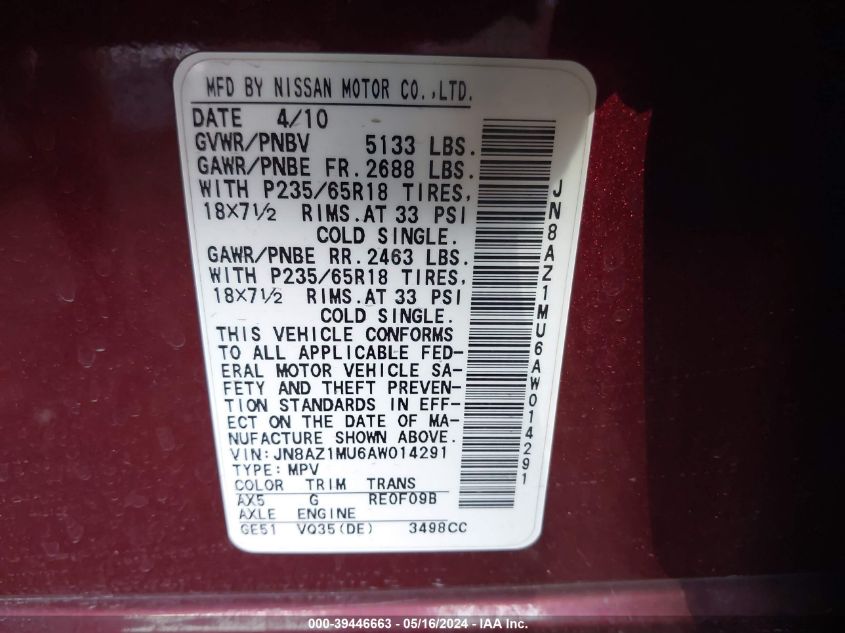 MFD BY NISSAN MOTOR CO.,LTD.
DATE 4/10
GVWR/PNBV 5133 LBS.
GAWR/PNBE FR.2688 LBS.
WITH P235/65R18 TIRES,
18X7½ RIMS.AT 33 PSI
COLD SINGLE.
GAWR/PNBE RR.2463 LBS.
WITH P235/65R18 TIRES,
18X7½ RIMS.AT 33 PSI
COLD SINGLE.
THIS VEHICLE CONFORMS
TO ALL APPLICABLE FED-
ERAL MOTOR VEHICLE SA-
FETY AND THEFT PREVEN-
TION STANDARDS IN EFF-
ECT ON THE DATE OF MA-
NUFACTURE SHOWN ABOVE.
VIN:JN8AZ1MU6AW014291
TYPE:MPV
COLOR TRIM TRANS
AX5 G RE0F09B
AXLE ENGINE
GE51 VQ35(DE) 3498CC
JN8AZ1MU6AW014291
000-39446663 - 05/16/2024 - IAA Inc.